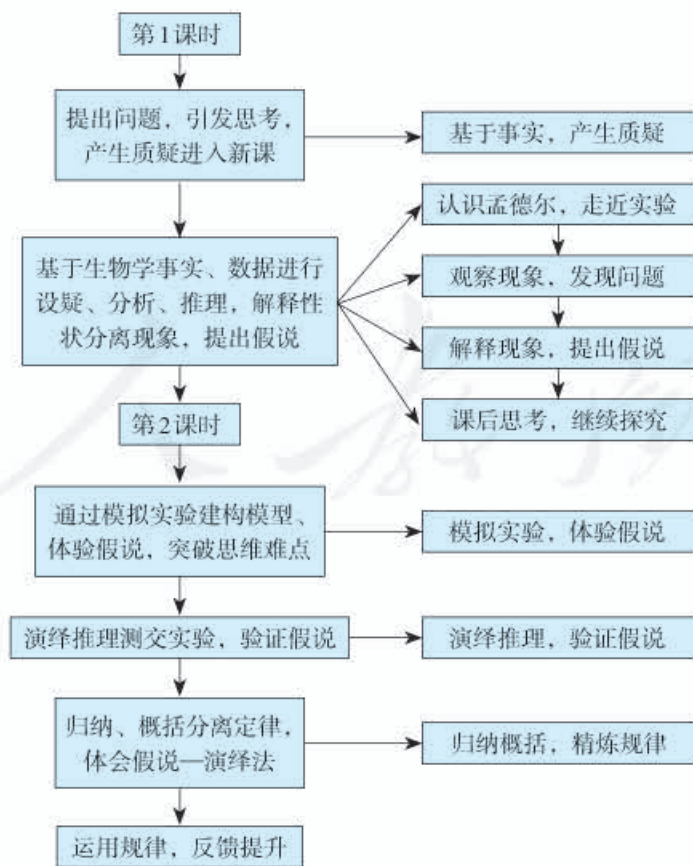 第1课时
提出问题，引发思考，
产生质疑进入新课
基于事实，产生质疑
认识孟德尔，走近实验
基于生物学事实、数据进行
设疑、分析、推理，解释性
状分离现象，提出假说
观察现象，发现问题
解释现象，提出假说
课后思考，继续探究
第2课时
通过模拟实验建构模型、
体验假说，突破思维难点
模拟实验，体验假说
演绎推理测交实验，验证假说
演绎推理，验证假说
归纳、概括分离定律，
体会假说—演绎法
归纳概括，精炼规律
运用规律，反馈提升